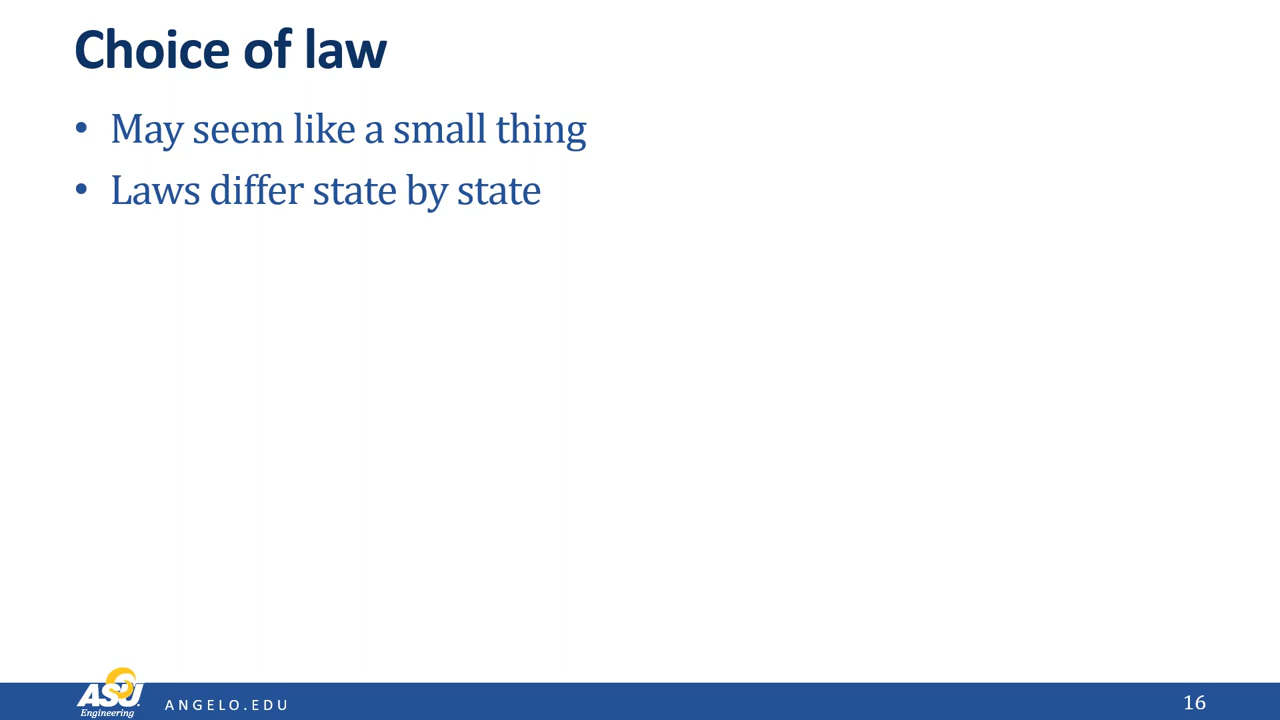 Choice of law
• May seem like a small thing
• Laws differ state by state
ASU
Engineering
ANGELO.EDU
16